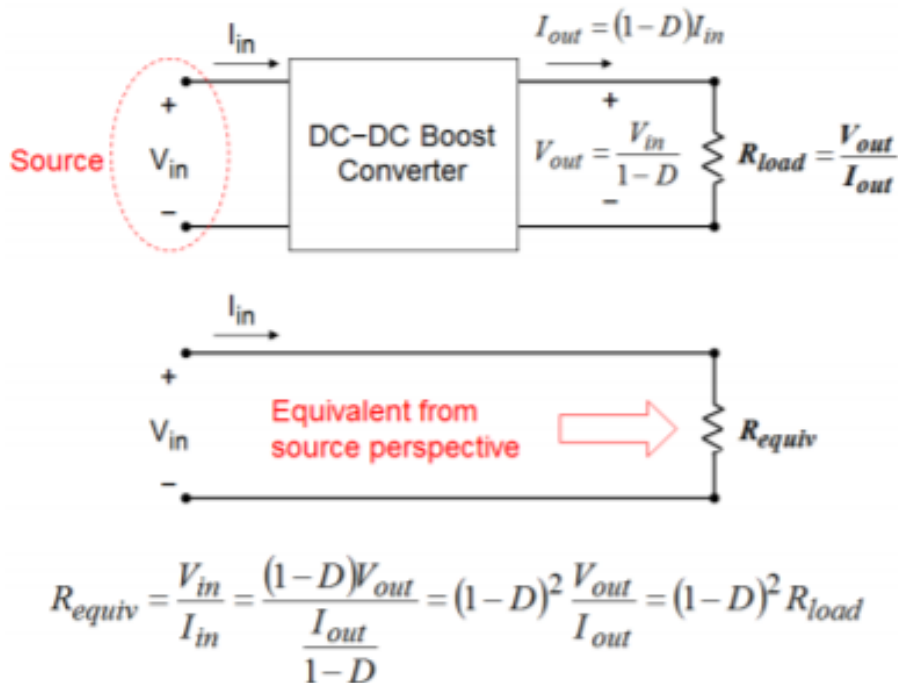 I_in
I_out = (1−D)I_in
+ +
Source V_in DC−DC Boost Converter V_out = V_in / (1−D) R_load = V_out / I_out
− −
I_in
+
V_in Equivalent from source perspective R_equiv
−
R_equiv = V_in / I_in = (1−D)V_out / (I_out / (1−D)) = (1−D)² V_out / I_out = (1−D)² R_load